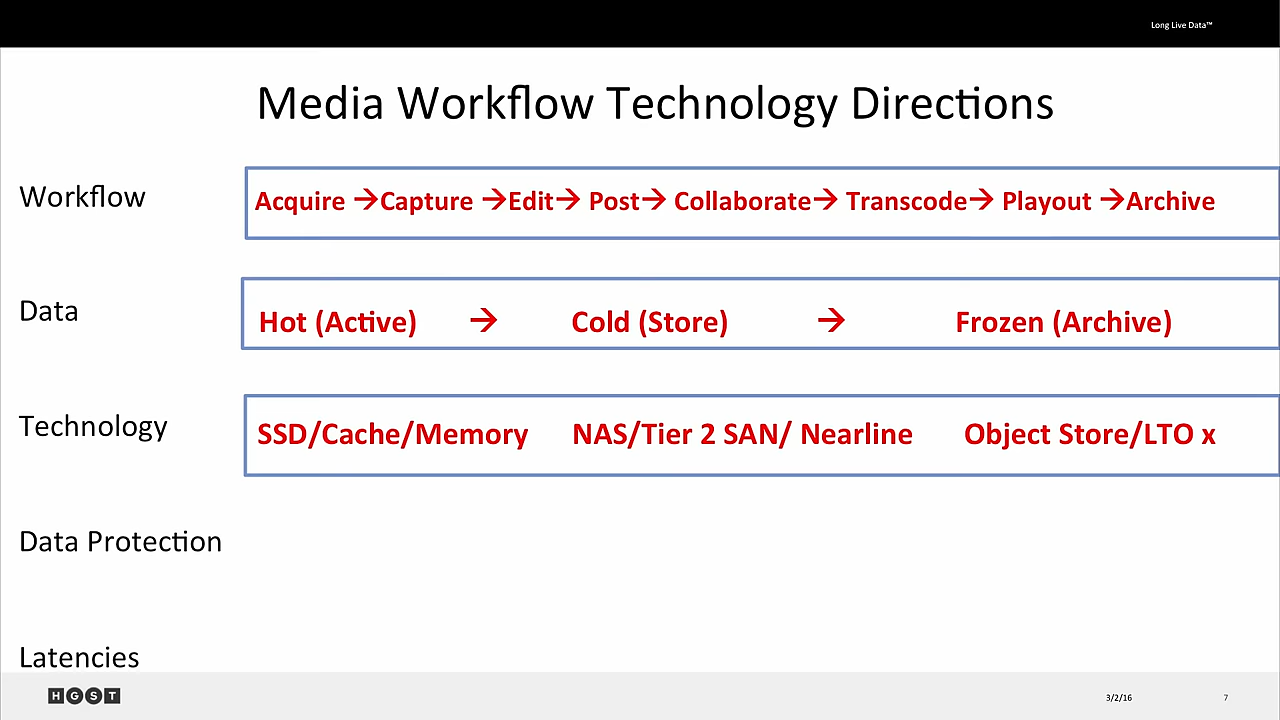 Long Live Data™
Media Workflow Technology Directions
Workflow
Acquire →Capture →Edit→ Post→ Collaborate→ Transcode→ Playout →Archive
Data
Hot (Active) → Cold (Store) → Frozen (Archive)
Technology
SSD/Cache/Memory NAS/Tier 2 SAN/ Nearline Object Store/LTO x
Data Protection
Latencies
HGST
3/2/16
7